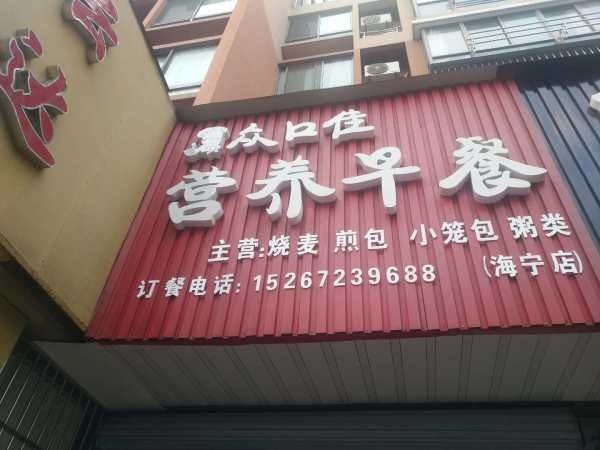 众口佳
营养早餐
主营:烧麦 煎包 小笼包 粥类
订餐电话: 15267239688 (海宁店)